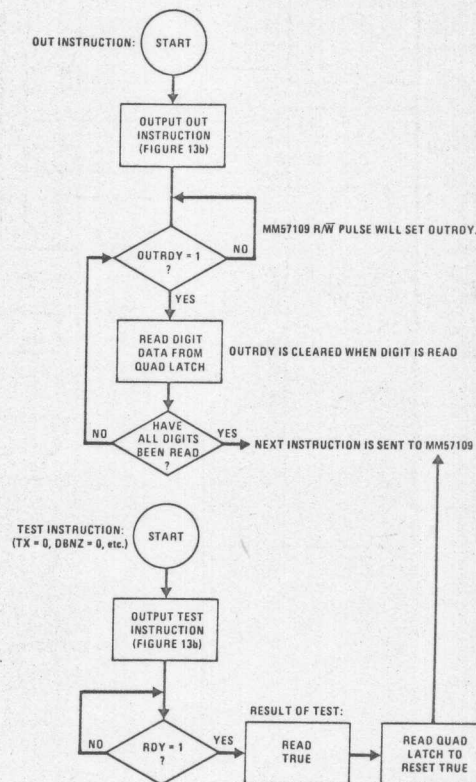 OUT INSTRUCTION:
START
OUTPUT OUT
INSTRUCTION
(FIGURE 13b)
MM57109 R/W̅ PULSE WILL SET OUTRDY.
OUTRDY = 1
?
NO
YES
READ DIGIT
DATA FROM
QUAD LATCH
OUTRDY IS CLEARED WHEN DIGIT IS READ
HAVE
ALL DIGITS
BEEN READ
?
NO
YES
NEXT INSTRUCTION IS SENT TO MM57109
TEST INSTRUCTION:
(TX = 0, DBNZ = 0, etc.)
START
OUTPUT TEST
INSTRUCTION
(FIGURE 13b)
RDY = 1
?
NO
YES
RESULT OF TEST:
READ
TRUE
READ QUAD
LATCH TO
RESET TRUE